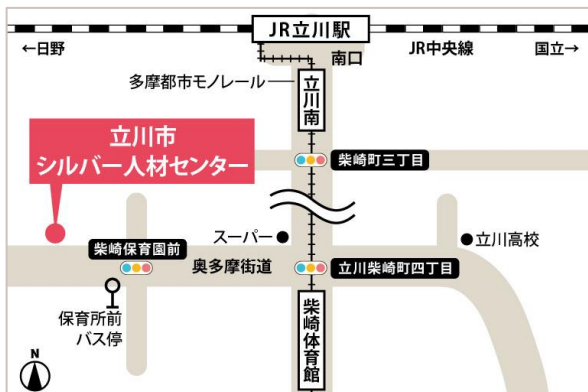 JR立川駅
←日野
南口
JR中央線
国立→
多摩都市モノレール
立川南
立川市
シルバー人材センター
柴崎町三丁目
スーパー
立川高校
柴崎保育園前
奥多摩街道
立川柴崎町四丁目
保育所前
バス停
柴崎体育館
N